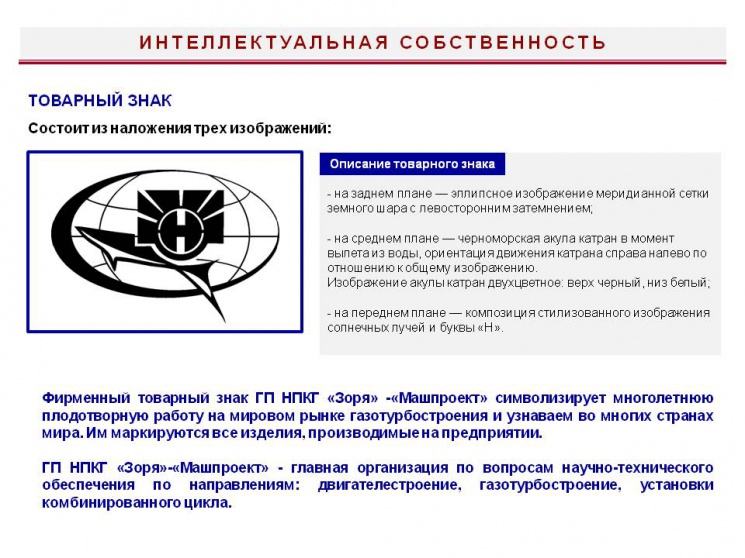 ИНТЕЛЛЕКТУАЛЬНАЯ СОБСТВЕННОСТЬ
ТОВАРНЫЙ ЗНАК
Состоит из наложения трех изображений:
Н
Описание товарного знака
- на заднем плане — эллипсное изображение меридианной сетки
земного шара с левосторонним затемнением;
- на среднем плане — черноморская акула катран в момент
вылета из воды, ориентация движения катрана справа налево по
отношению к общему изображению.
Изображение акулы катран двухцветное: верх черный, низ белый;
- на переднем плане — композиция стилизованного изображения
солнечных лучей и буквы «Н».
Фирменный товарный знак ГП НПКГ «Зоря» -«Машпроект» символизирует многолетнюю
плодотворную работу на мировом рынке газотурбостроения и узнаваем во многих странах
мира. Им маркируются все изделия, производимые на предприятии.
ГП НПКГ «Зоря»-«Машпроект» - главная организация по вопросам научно-технического
обеспечения по направлениям: двигателестроение, газотурбостроение, установки
комбинированного цикла.